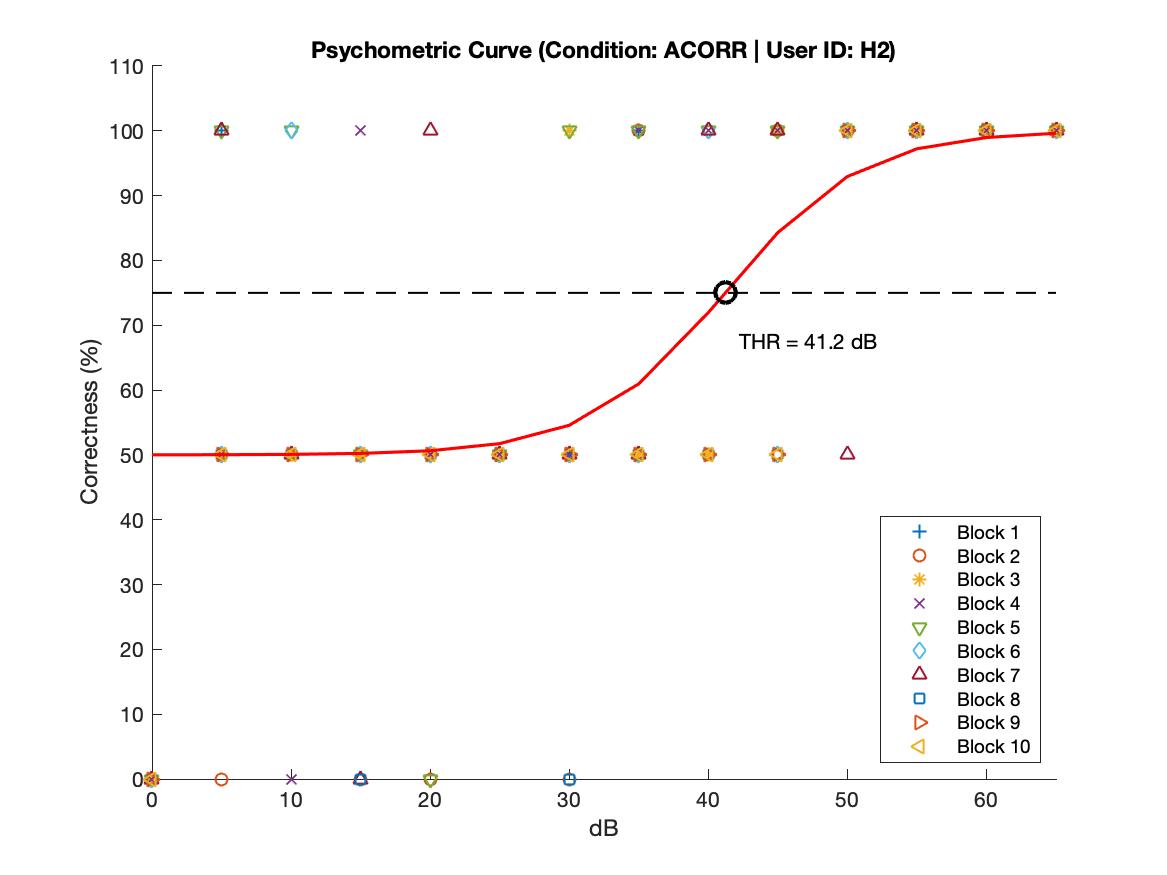 Psychometric Curve (Condition: ACORR | User ID: H2)
110
100
90
80
70
60
50
40
30
20
10
0
Correctness (%)
THR = 41.2 dB
Block 1
Block 2
Block 3
Block 4
Block 5
Block 6
Block 7
Block 8
Block 9
Block 10
0 10 20 30 40 50 60
dB